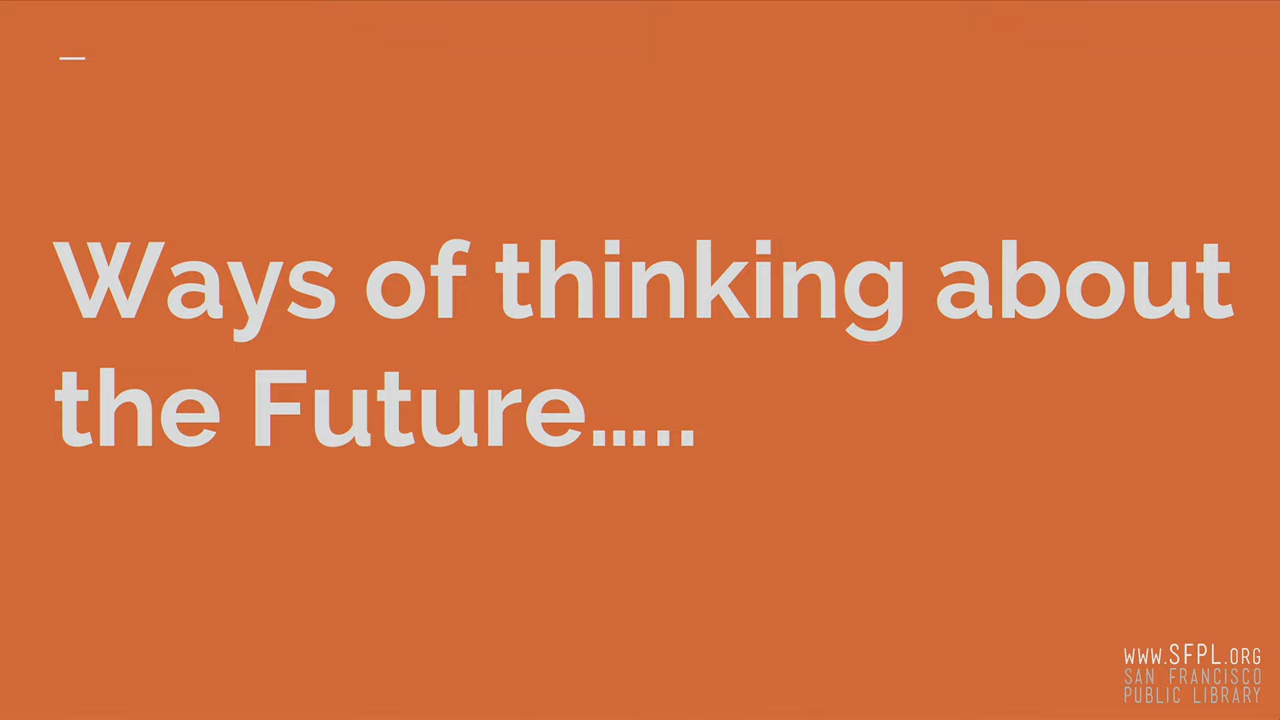 Ways of thinking about
the Future…..
www.SFPL.ORG
SAN FRANCISCO
PUBLIC LIBRARY